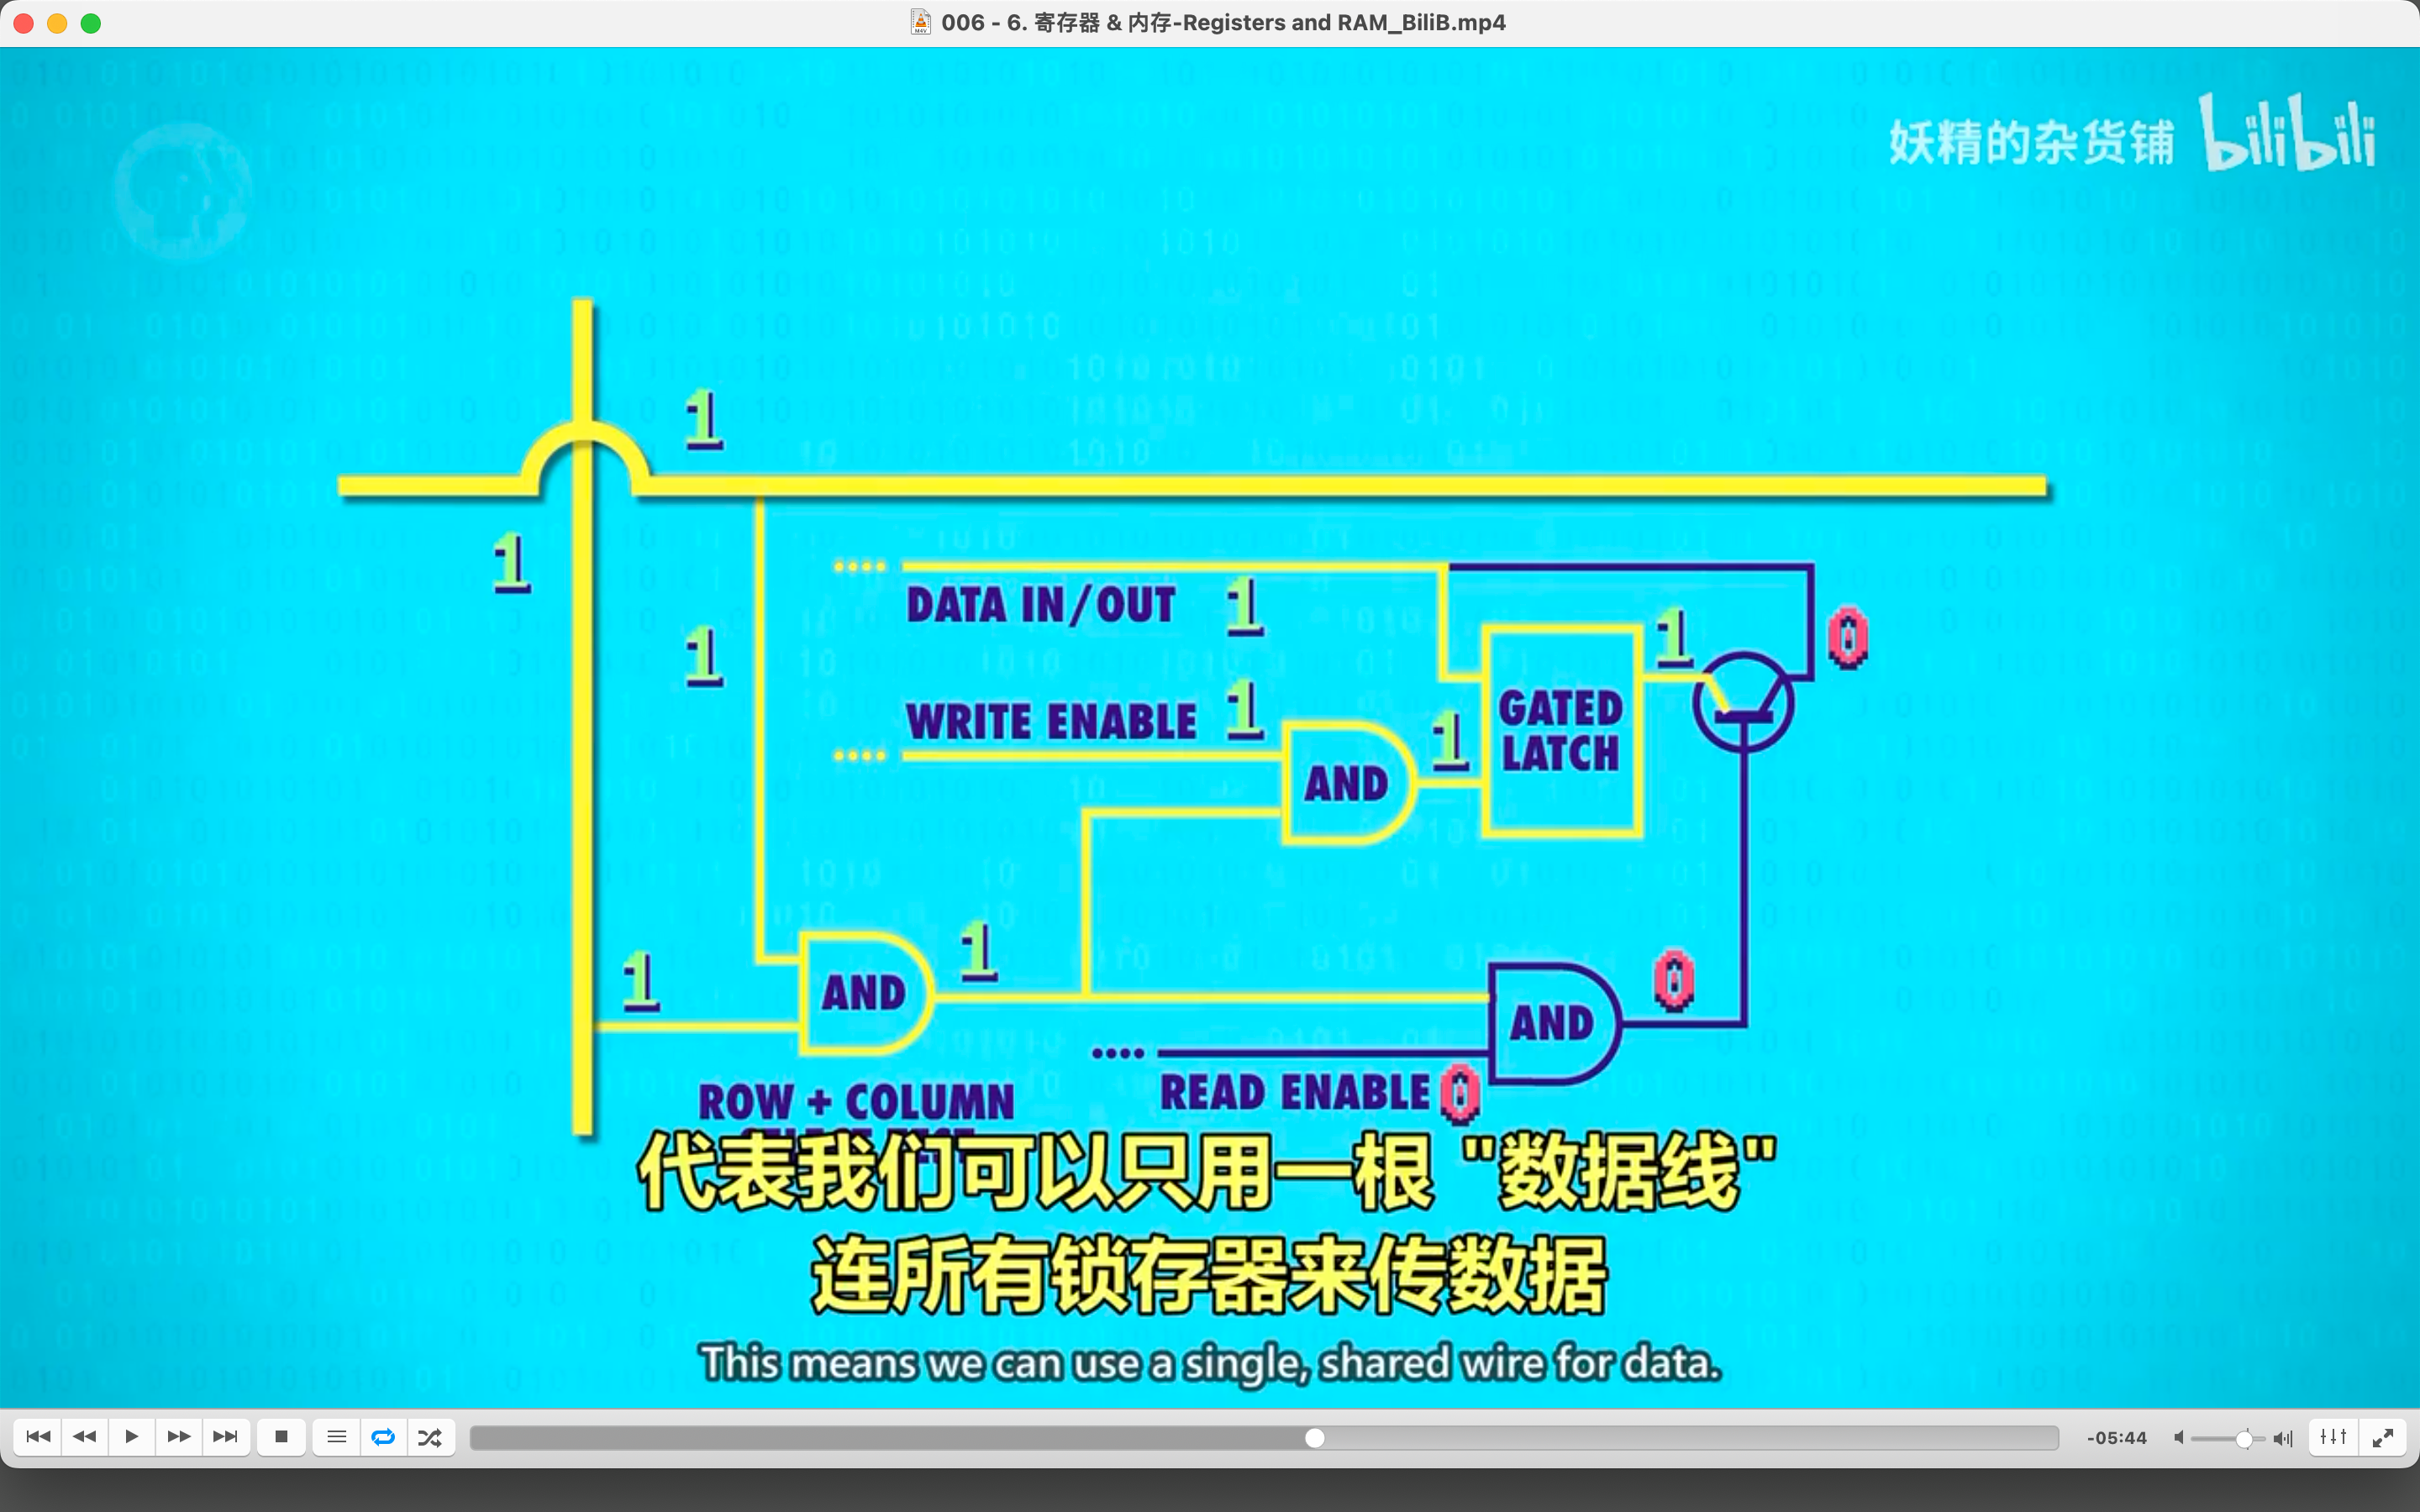 006 - 6. 寄存器 & 内存-Registers and RAM_BiliB.mp4
妖精的杂货铺 bilibili
1
1
DATA IN/OUT 1
1
1
0
WRITE ENABLE 1
1
GATED
LATCH
AND
1
1
0
AND
AND
READ ENABLE 0
ROW + COLUMN
代表我们可以只用一根 "数据线"
连所有锁存器来传数据
This means we can use a single, shared wire for data.
-05:44